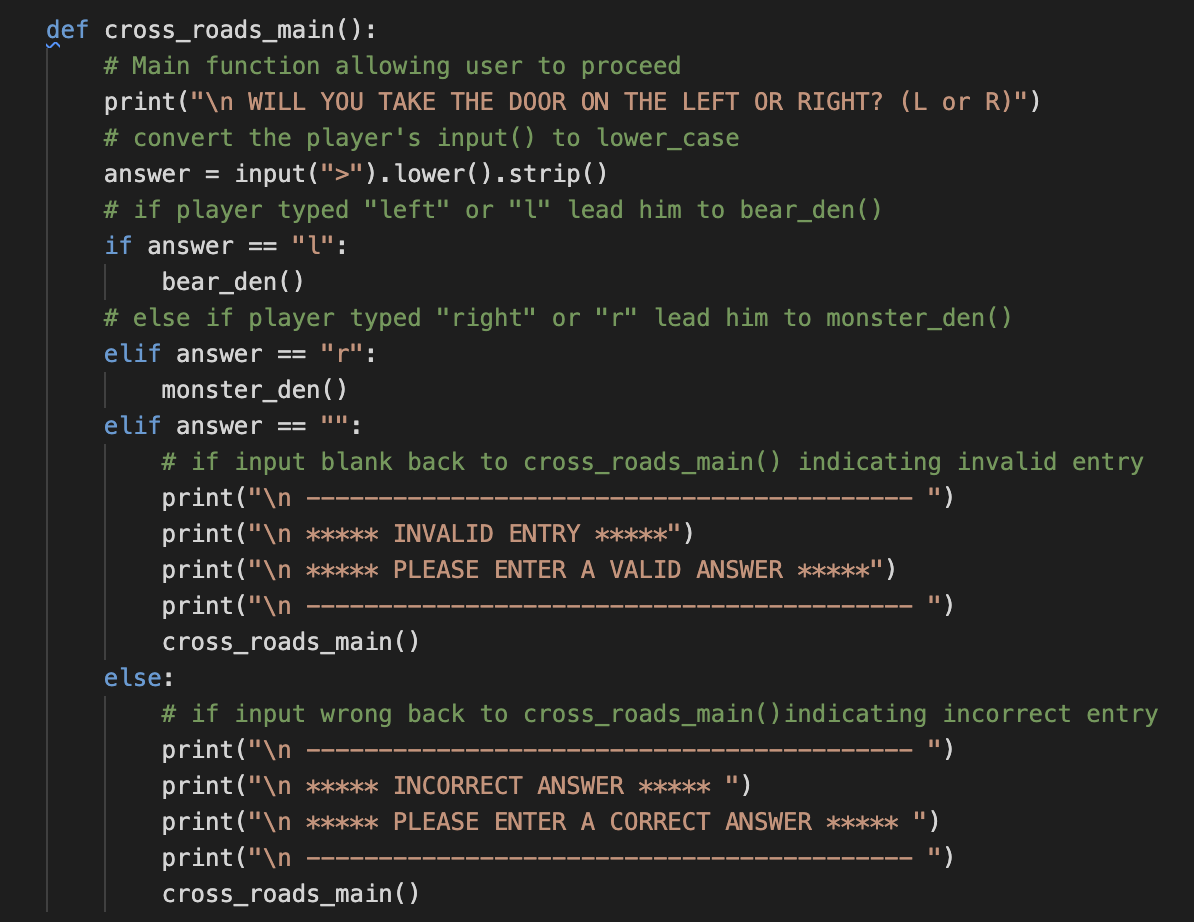 def cross_roads_main():
    # Main function allowing user to proceed
    print("\n WILL YOU TAKE THE DOOR ON THE LEFT OR RIGHT? (L or R)")
    # convert the player's input() to lower_case
    answer = input(">").lower().strip()
    # if player typed "left" or "l" lead him to bear_den()
    if answer == "l":
        bear_den()
    # else if player typed "right" or "r" lead him to monster_den()
    elif answer == "r":
        monster_den()
    elif answer == "":
        # if input blank back to cross_roads_main() indicating invalid entry
        print("\n ------------------------------------------ ")
        print("\n ***** INVALID ENTRY *****")
        print("\n ***** PLEASE ENTER A VALID ANSWER *****")
        print("\n ------------------------------------------ ")
        cross_roads_main()
    else:
        # if input wrong back to cross_roads_main()indicating incorrect entry
        print("\n ------------------------------------------ ")
        print("\n ***** INCORRECT ANSWER ***** ")
        print("\n ***** PLEASE ENTER A CORRECT ANSWER ***** ")
        print("\n ------------------------------------------ ")
        cross_roads_main()